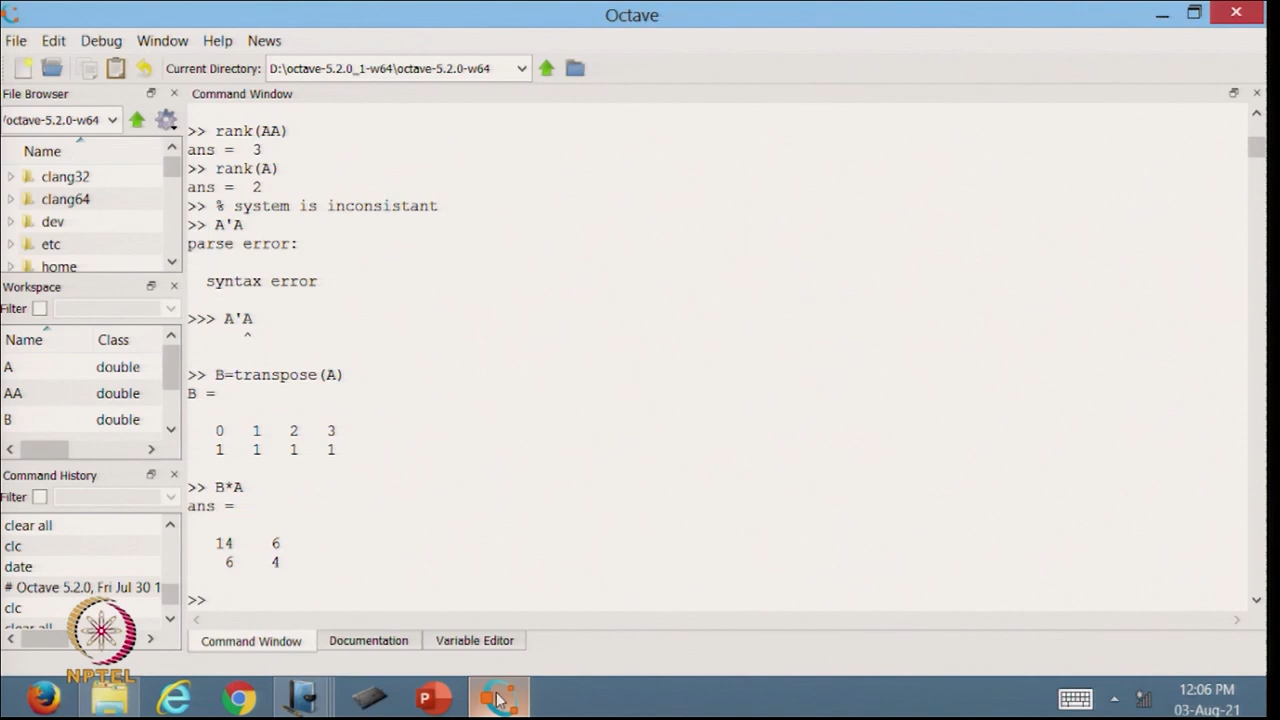 Octave
File Edit Debug Window Help News
Current Directory: D:\octave-5.2.0_1-w64\octave-5.2.0-w64
File Browser
/octave-5.2.0-w64
Name
clang32
clang64
dev
etc
home
Workspace
Filter
Name Class
A double
AA double
B double
Command History
Filter
clear all
clc
date
# Octave 5.2.0, Fri Jul 30 1
clc
clear all
NPTEL
Command Window
>> rank(AA)
ans = 3
>> rank(A)
ans = 2
>> % system is inconsistant
>> A'A
parse error:
syntax error
>>> A'A
^
>> B=transpose(A)
B =
0 1 2 3
1 1 1 1
>> B*A
ans =
14 6
6 4
>>
Command Window Documentation Variable Editor
12:06 PM
03-Aug-21